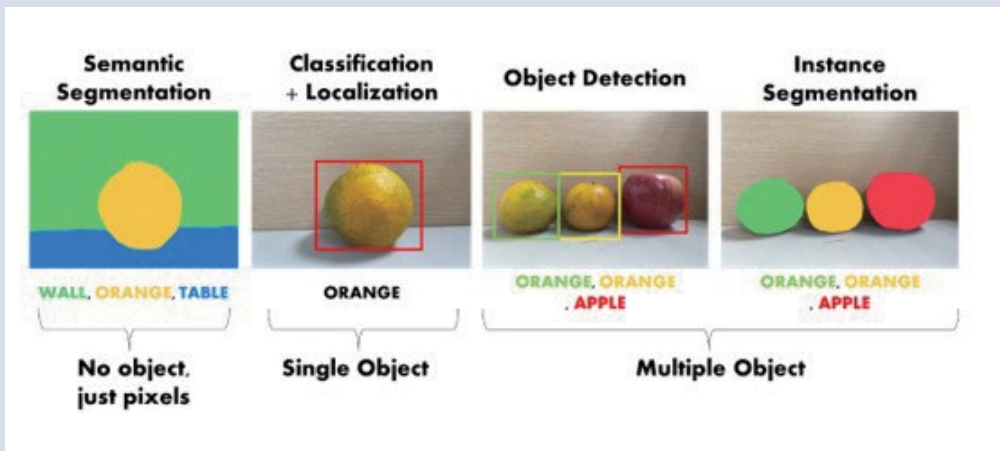 Semantic
Segmentation
Classification
+ Localization
Object Detection
Instance
Segmentation
WALL, ORANGE, TABLE
ORANGE
ORANGE, ORANGE
, APPLE
ORANGE, ORANGE
, APPLE
No object,
just pixels
Single Object
Multiple Object